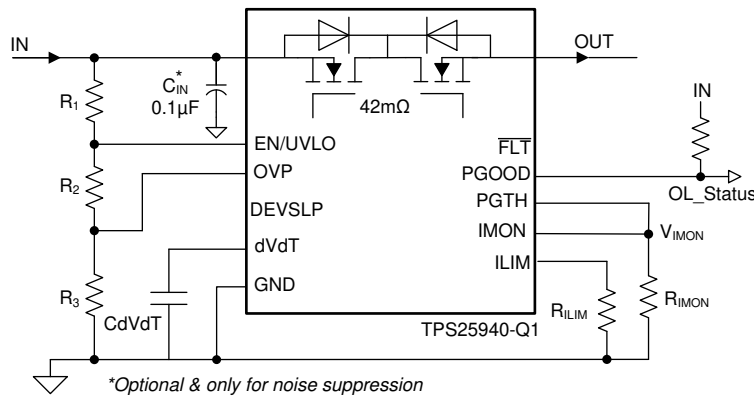 IN
OUT
R1
C*IN
0.1µF
42mΩ
IN
EN/UVLO
FLT
R2
OVP
PGOOD
OL_Status
DEVSLP
PGTH
dVdT
IMON
VIMON
GND
ILIM
R3
CdVdT
RILIM
RIMON
TPS25940-Q1
*Optional & only for noise suppression